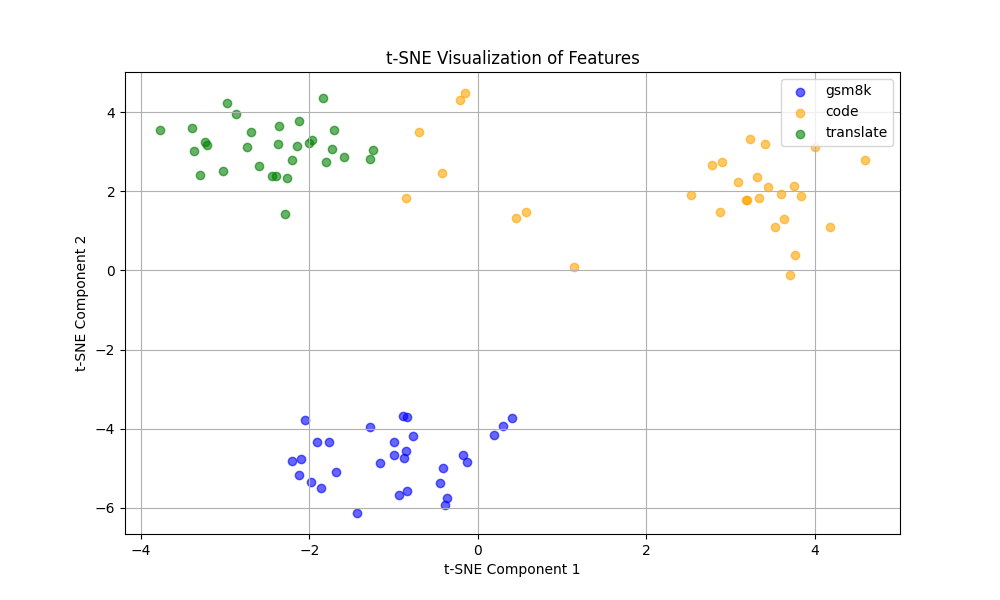 t-SNE Visualization of Features
gsm8k
code
translate
4
2
0
−2
−4
−6
t-SNE Component 2
−4
−2
0
2
4
t-SNE Component 1